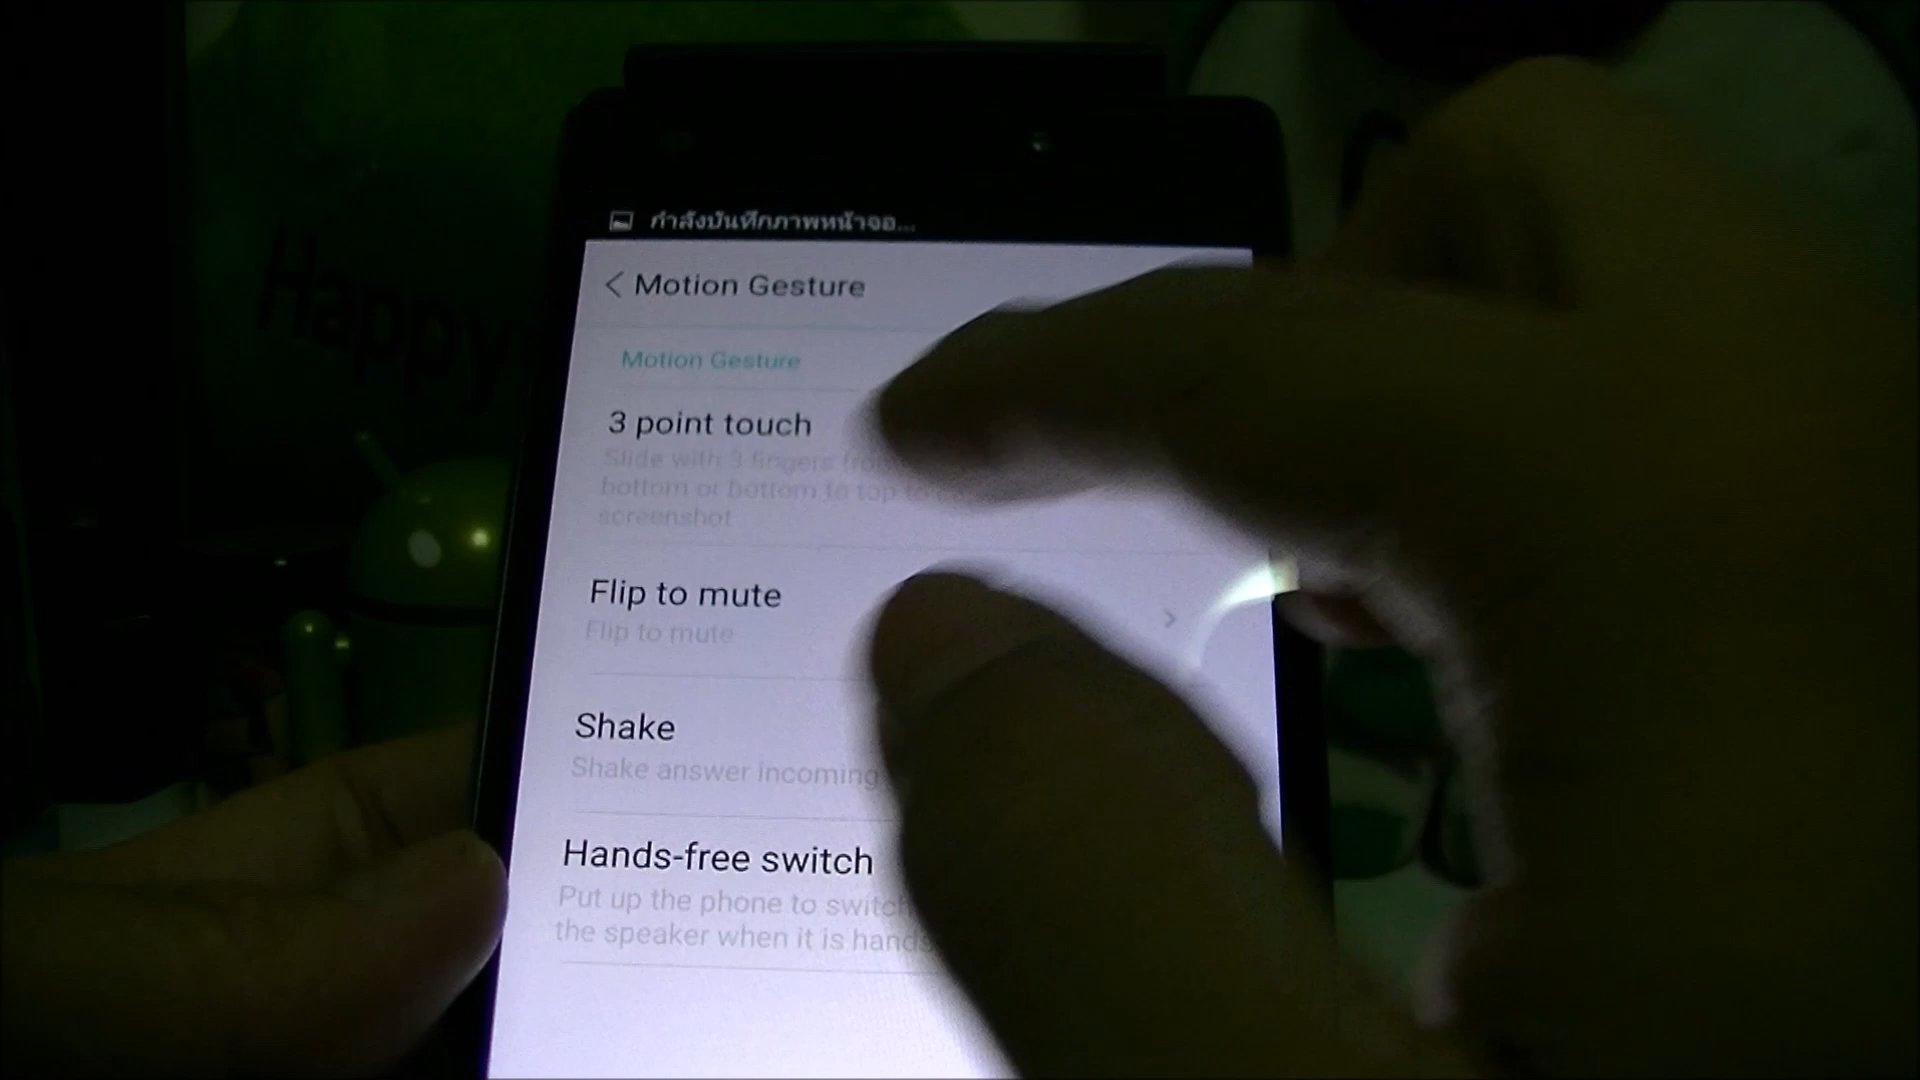 Happy
กำลังบันทึกภาพหน้าจอ...
< Motion Gesture
Motion Gesture
3 point touch
Slide with 3 fingers
bottom or bottom to top to
screenshot
Flip to mute
Flip to mute
Shake
Shake answer incoming
Hands-free switch
Put up the phone to switch
the speaker when it is hands